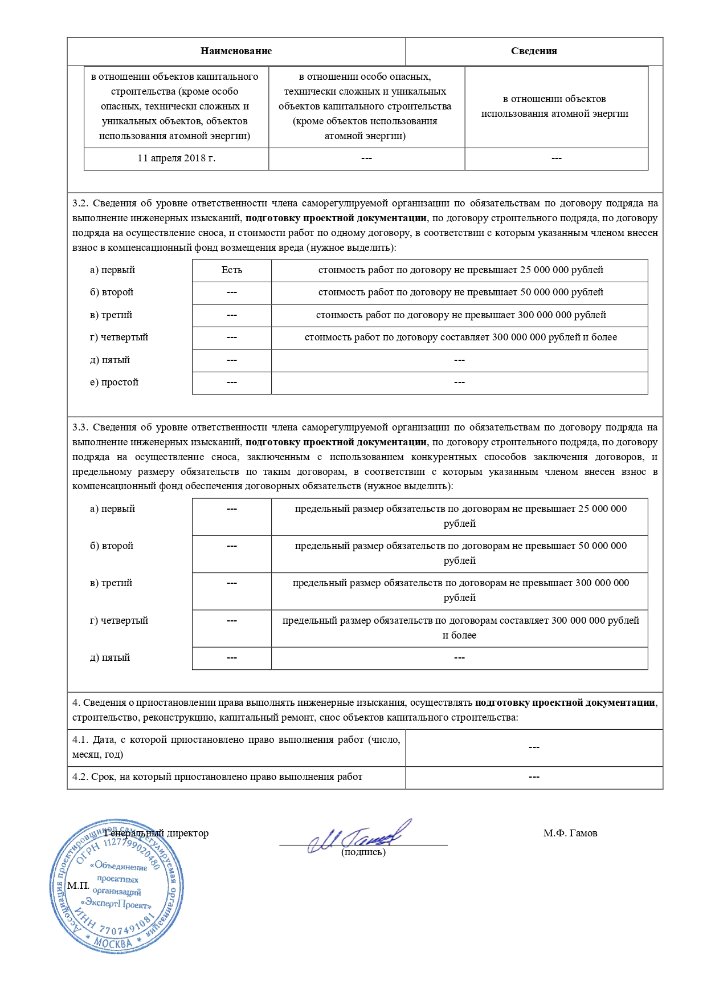 Наименование
Сведения
в отношении объектов капитального
строительства (кроме особо
опасных, технически сложных и
уникальных объектов, объектов
использования атомной энергии)
в отношении особо опасных,
технически сложных и уникальных
объектов капитального строительства
(кроме объектов использования
атомной энергии)
в отношении объектов
использования атомной энергии
11 апреля 2018 г.
---
---
3.2. Сведения об уровне ответственности члена саморегулируемой организации по обязательствам по договору подряда на
выполнение инженерных изысканий, подготовку проектной документации, по договору строительного подряда, по договору
подряда на осуществление сноса, и стоимости работ по одному договору, в соответствии с которым указанным членом внесен
взнос в компенсационный фонд возмещения вреда (нужное выделить):
а) первый
Есть
стоимость работ по договору не превышает 25 000 000 рублей
б) второй
---
стоимость работ по договору не превышает 50 000 000 рублей
в) третий
---
стоимость работ по договору не превышает 300 000 000 рублей
г) четвертый
---
стоимость работ по договору составляет 300 000 000 рублей и более
д) пятый
---
---
е) простой
---
---
3.3. Сведения об уровне ответственности члена саморегулируемой организации по обязательствам по договору подряда на
выполнение инженерных изысканий, подготовку проектной документации, по договору строительного подряда, по договору
подряда на осуществление сноса, заключенным с использованием конкурентных способов заключения договоров, и
предельному размеру обязательств по таким договорам, в соответствии с которым указанным членом внесен взнос в
компенсационный фонд обеспечения договорных обязательств (нужное выделить):
а) первый
---
предельный размер обязательств по договорам не превышает 25 000 000
рублей
б) второй
---
предельный размер обязательств по договорам не превышает 50 000 000
рублей
в) третий
---
предельный размер обязательств по договорам не превышает 300 000 000
рублей
г) четвертый
---
предельный размер обязательств по договорам составляет 300 000 000 рублей
и более
д) пятый
---
---
4. Сведения о приостановлении права выполнять инженерные изыскания, осуществлять подготовку проектной документации,
строительство, реконструкцию, капитальный ремонт, снос объектов капитального строительства:
4.1. Дата, с которой приостановлено право выполнения работ (число,
месяц, год)
---
4.2. Срок, на который приостановлено право выполнения работ
---
Генеральный директор
М. Гамов
М.Ф. Гамов
(подпись)
М.П.
Ассоциация проектировщиков саморегулируемая организация
ОГРН 1127799020480
«Объединение
проектных
организаций
«ЭкспертПроект»
ИНН 7707491081
* МОСКВА *